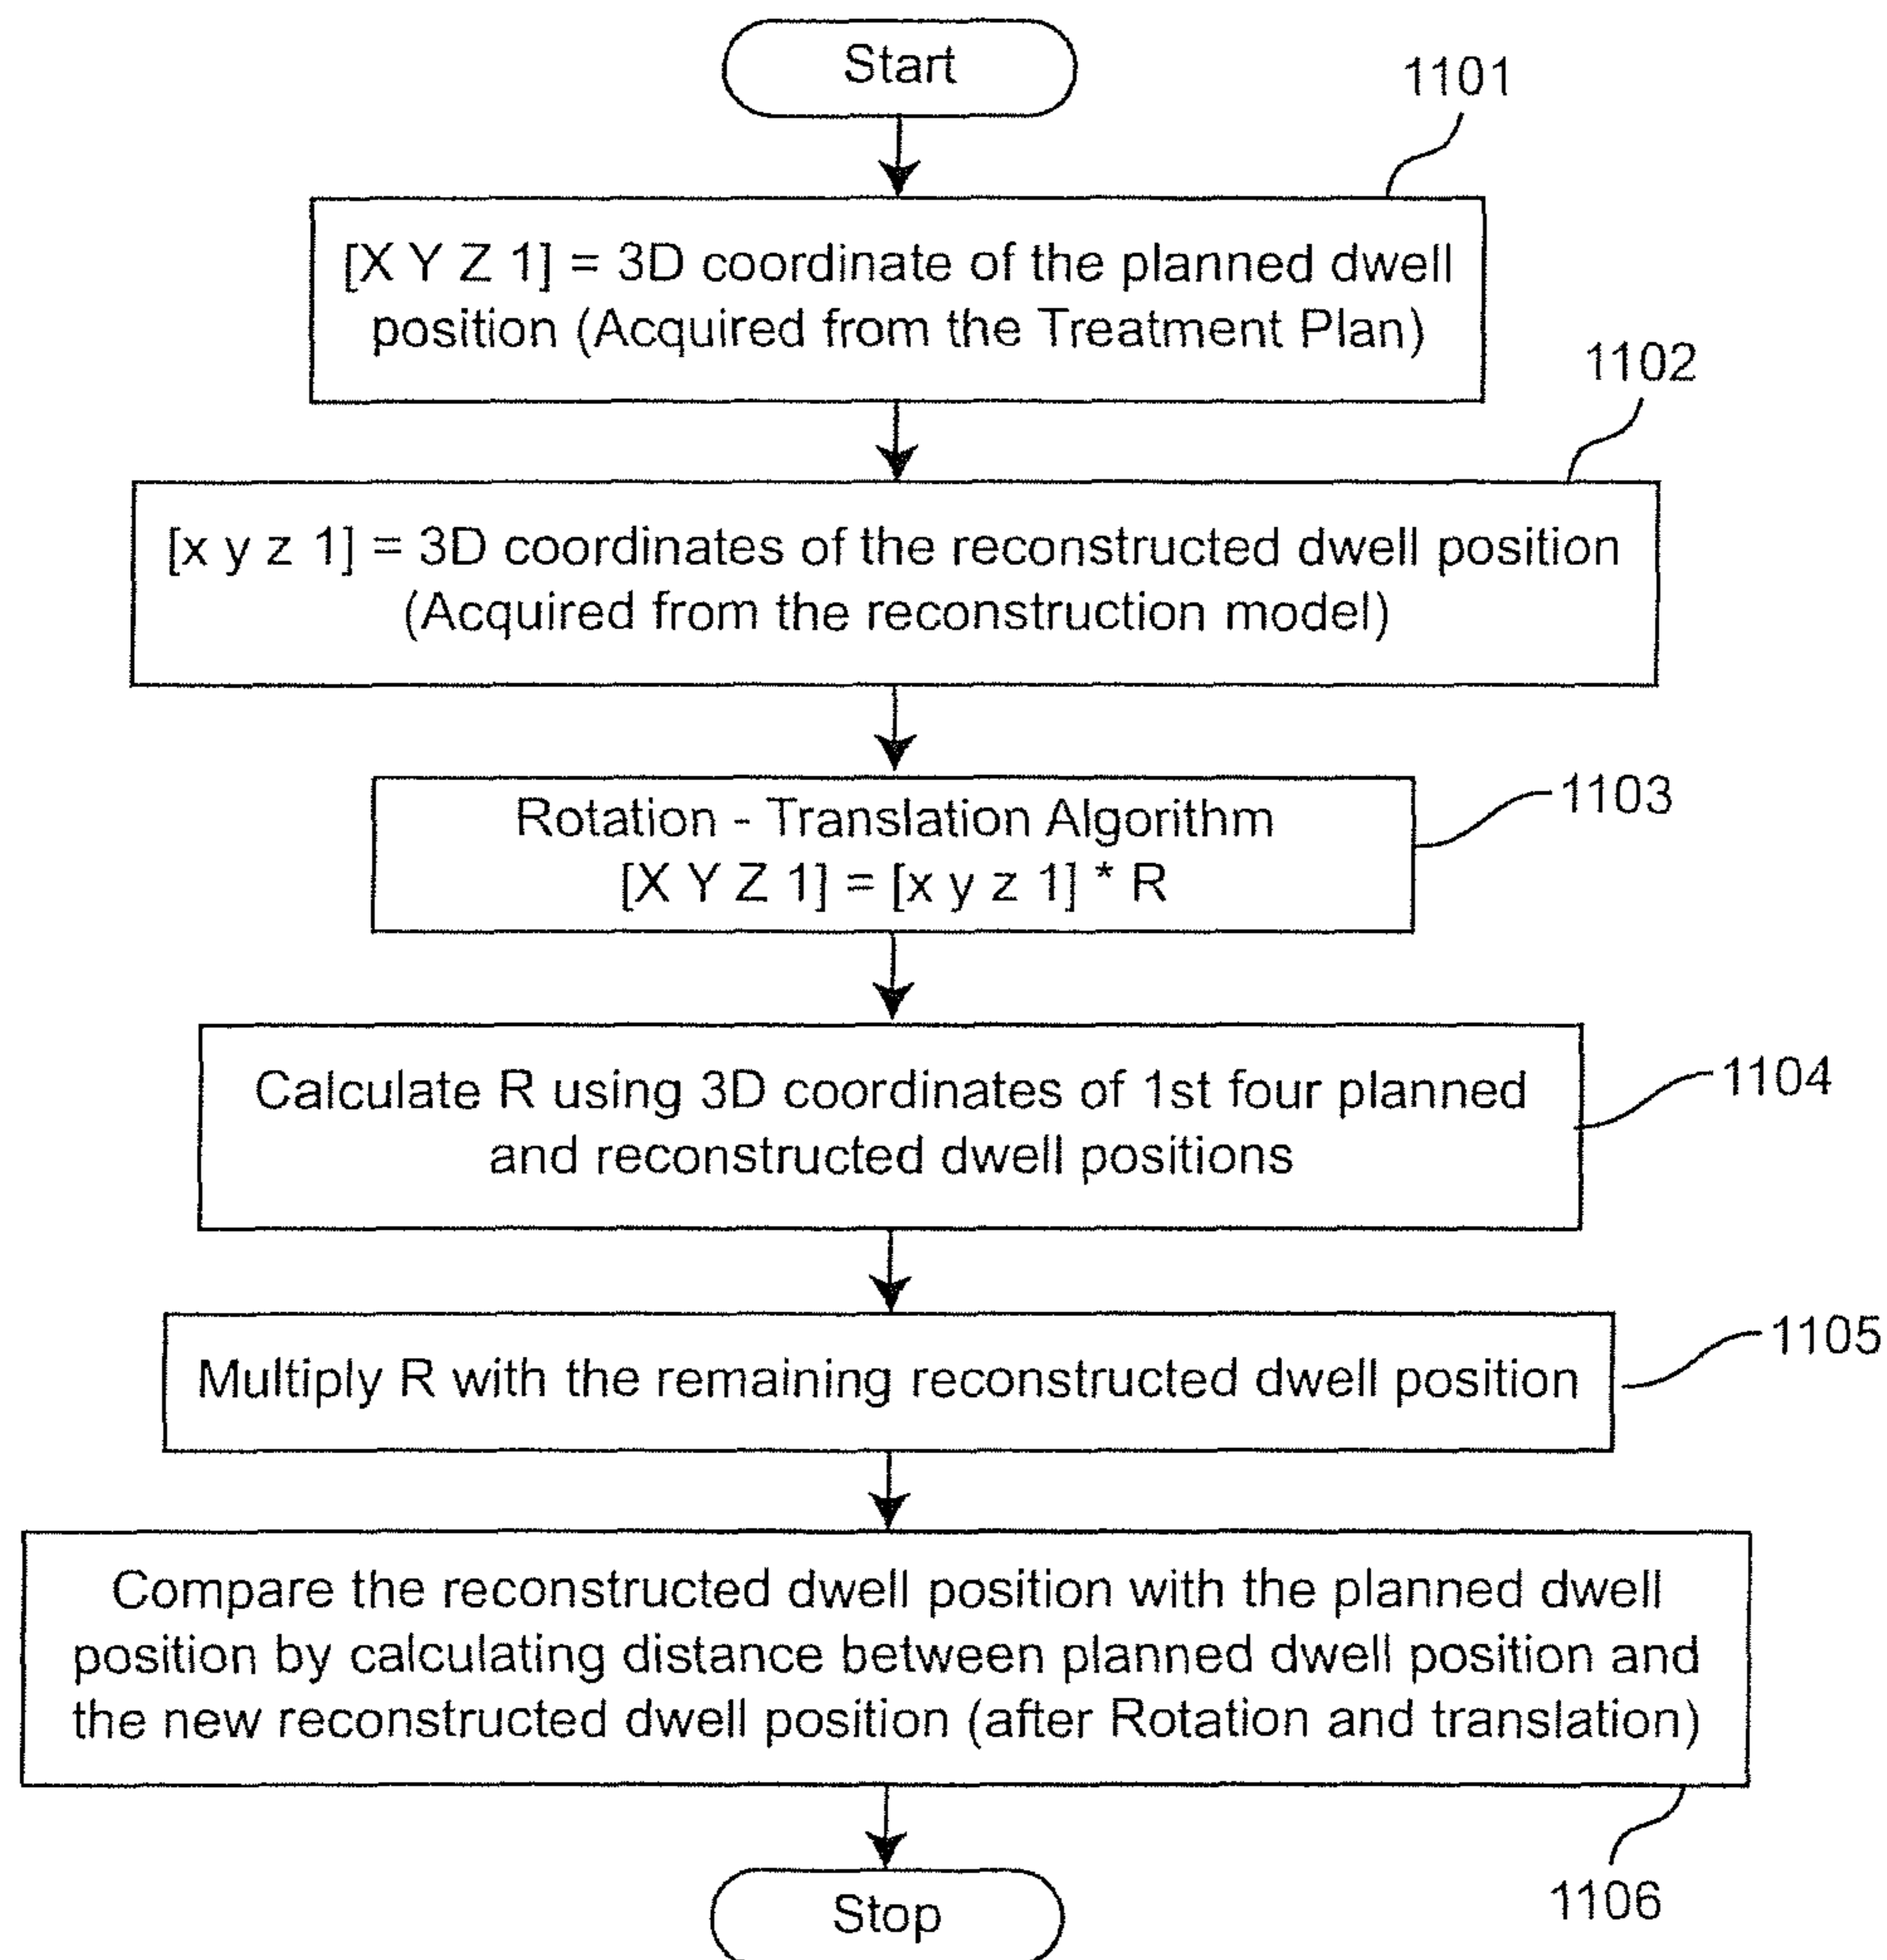 Start
1101
[X Y Z 1] = 3D coordinate of the planned dwell
position (Acquired from the Treatment Plan)
1102
[x y z 1] = 3D coordinates of the reconstructed dwell position
(Acquired from the reconstruction model)
1103
Rotation - Translation Algorithm
[X Y Z 1] = [x y z 1] * R
1104
Calculate R using 3D coordinates of 1st four planned
and reconstructed dwell positions
1105
Multiply R with the remaining reconstructed dwell position
Compare the reconstructed dwell position with the planned dwell
position by calculating distance between planned dwell position and
the new reconstructed dwell position (after Rotation and translation)
1106
Stop